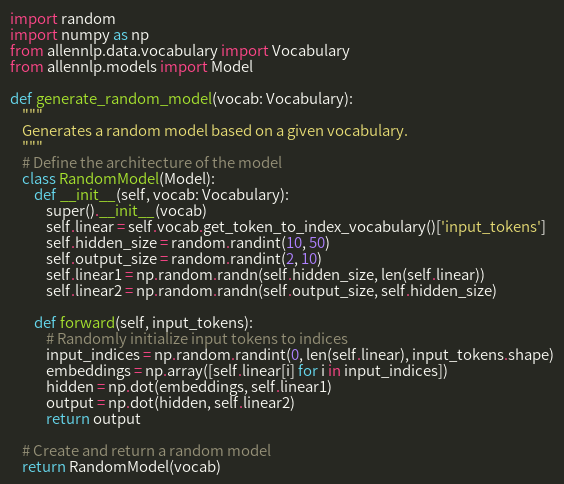 import random
import numpy as np
from allennlp.data.vocabulary import Vocabulary
from allennlp.models import Model

def generate_random_model(vocab: Vocabulary):
    """
    Generates a random model based on a given vocabulary.
    """
    # Define the architecture of the model
    class RandomModel(Model):
        def __init__(self, vocab: Vocabulary):
            super().__init__(vocab)
            self.linear = self.vocab.get_token_to_index_vocabulary()['input_tokens']
            self.hidden_size = random.randint(10, 50)
            self.output_size = random.randint(2, 10)
            self.linear1 = np.random.randn(self.hidden_size, len(self.linear))
            self.linear2 = np.random.randn(self.output_size, self.hidden_size)

        def forward(self, input_tokens):
            # Randomly initialize input tokens to indices
            input_indices = np.random.randint(0, len(self.linear), input_tokens.shape)
            embeddings = np.array([self.linear[i] for i in input_indices])
            hidden = np.dot(embeddings, self.linear1)
            output = np.dot(hidden, self.linear2)
            return output

    # Create and return a random model
    return RandomModel(vocab)